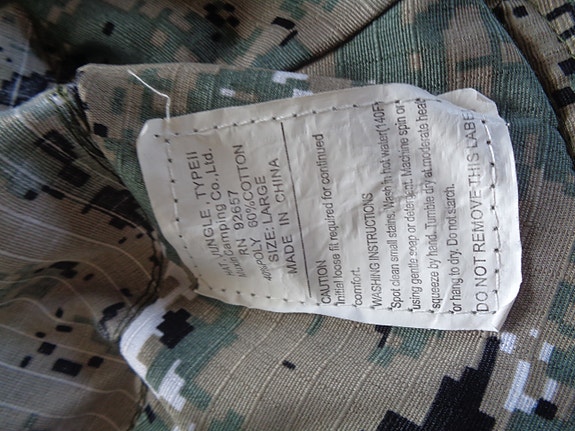 JUNGLE ,TYPEII
Camping Co.,Ltd
RN 92657
40%POLY 60%COTTON
SIZE: LARGE
MADE IN CHINA
CAUTION
Initial loose fit required for continued
comfort.
WASHING INSTRUCTIONS
Spot clean small stains. Wash in hot water(140F)
using gentle soap or detergent. Machine spin or
squeeze by hand. Tumble dry at moderate heat
or hang to dry. Do not starch.
DO NOT REMOVE THIS LABEL